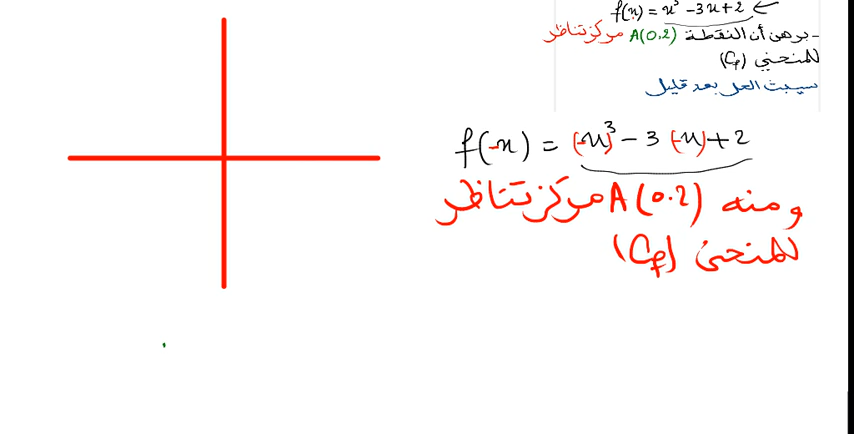 f(x) = x³ - 3x + 2 ←
- برهن أن النقطة A(0.2) مركز تناظر
للمنحني (Cf)
سيبث الحل بعد قليل
f(-x) = (-x)³ - 3(-x) + 2
ومنه A(0.2) مركز تناظر
للمنحنى (Cf)